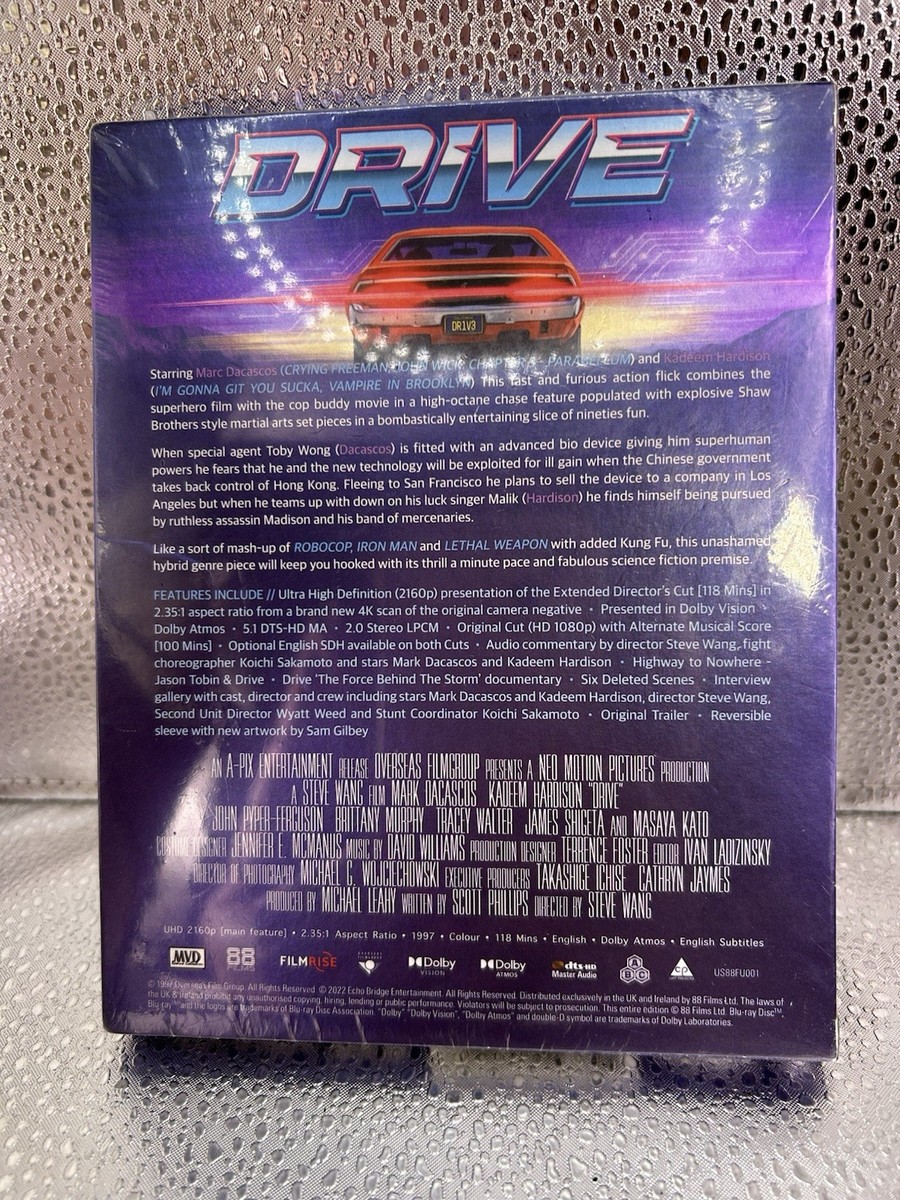 DRIVE
DR1V3
Starring Marc Dacascos (CRYING FREEMAN, JOHN WICK: CHAPTER 3 - PARABELLUM) and Kadeem Hardison
(I'M GONNA GIT YOU SUCKA, VAMPIRE IN BROOKLYN) This fast and furious action flick combines the
superhero film with the cop buddy movie in a high-octane chase feature populated with explosive Shaw
Brothers style martial arts set pieces in a bombastically entertaining slice of nineties fun.
When special agent Toby Wong (Dacascos) is fitted with an advanced bio device giving him superhuman
powers he fears that he and the new technology will be exploited for ill gain when the Chinese government
takes back control of Hong Kong. Fleeing to San Francisco he plans to sell the device to a company in Los
Angeles but when he teams up with down on his luck singer Malik (Hardison) he finds himself being pursued
by ruthless assassin Madison and his band of mercenaries.
Like a sort of mash-up of ROBOCOP, IRON MAN and LETHAL WEAPON with added Kung Fu, this unashamed
hybrid genre piece will keep you hooked with its thrill a minute pace and fabulous science fiction premise.
FEATURES INCLUDE // Ultra High Definition (2160p) presentation of the Extended Director's Cut [118 Mins] in
2.35:1 aspect ratio from a brand new 4K scan of the original camera negative • Presented in Dolby Vision •
Dolby Atmos • 5.1 DTS-HD MA • 2.0 Stereo LPCM • Original Cut (HD 1080p) with Alternate Musical Score
[100 Mins] • Optional English SDH available on both Cuts • Audio commentary by director Steve Wang, fight
choreographer Koichi Sakamoto and stars Mark Dacascos and Kadeem Hardison • Highway to Nowhere -
Jason Tobin & Drive • Drive 'The Force Behind The Storm' documentary • Six Deleted Scenes • Interview
gallery with cast, director and crew including stars Mark Dacascos and Kadeem Hardison, director Steve Wang,
Second Unit Director Wyatt Weed and Stunt Coordinator Koichi Sakamoto • Original Trailer • Reversible
sleeve with new artwork by Sam Gilbey
AN A-PIX ENTERTAINMENT RELEASE OVERSEAS FILMGROUP PRESENTS A NEO MOTION PICTURES PRODUCTION
A STEVE WANG FILM MARK DACASCOS KADEEM HARDISON "DRIVE"
JOHN PYPER-FERGUSON BRITTANY MURPHY TRACEY WALTER JAMES SHIGETA AND MASAYA KATO
COSTUME DESIGNER JENNIFER E. MCMANUS MUSIC BY DAVID WILLIAMS PRODUCTION DESIGNER TERRENCE FOSTER EDITOR IVAN LADIZINSKY
DIRECTOR OF PHOTOGRAPHY MICHAEL G. WOJCIECHOWSKI EXECUTIVE PRODUCERS TAKASHIGE ICHISE CATHRYN JAYMES
PRODUCED BY MICHAEL LEAHY WRITTEN BY SCOTT PHILLIPS DIRECTED BY STEVE WANG
UHD 2160p [main feature] • 2.35:1 Aspect Ratio • 1997 • Colour • 118 Mins • English • Dolby Atmos • English Subtitles
MVD 88 FILMS FILMRISE Dolby VISION Dolby ATMOS dts-HD Master Audio ABC US88FU001
© 1997 Overseas Film Group. All Rights Reserved. © 2022 Echo Bridge Entertainment. All Rights Reserved. Distributed exclusively in the UK and Ireland by 88 Films Ltd. The laws of
the UK & Ireland prohibit any unauthorised copying, hiring, lending or public performance. Violators will be subject to prosecution. This entire edition © 88 Films Ltd. Blu-ray Disc™,
Blu-ray™ and the logos are trademarks of Blu-ray Disc Association. "Dolby" "Dolby Vision", "Dolby Atmos" and double-D symbol are trademarks of Dolby Laboratories.